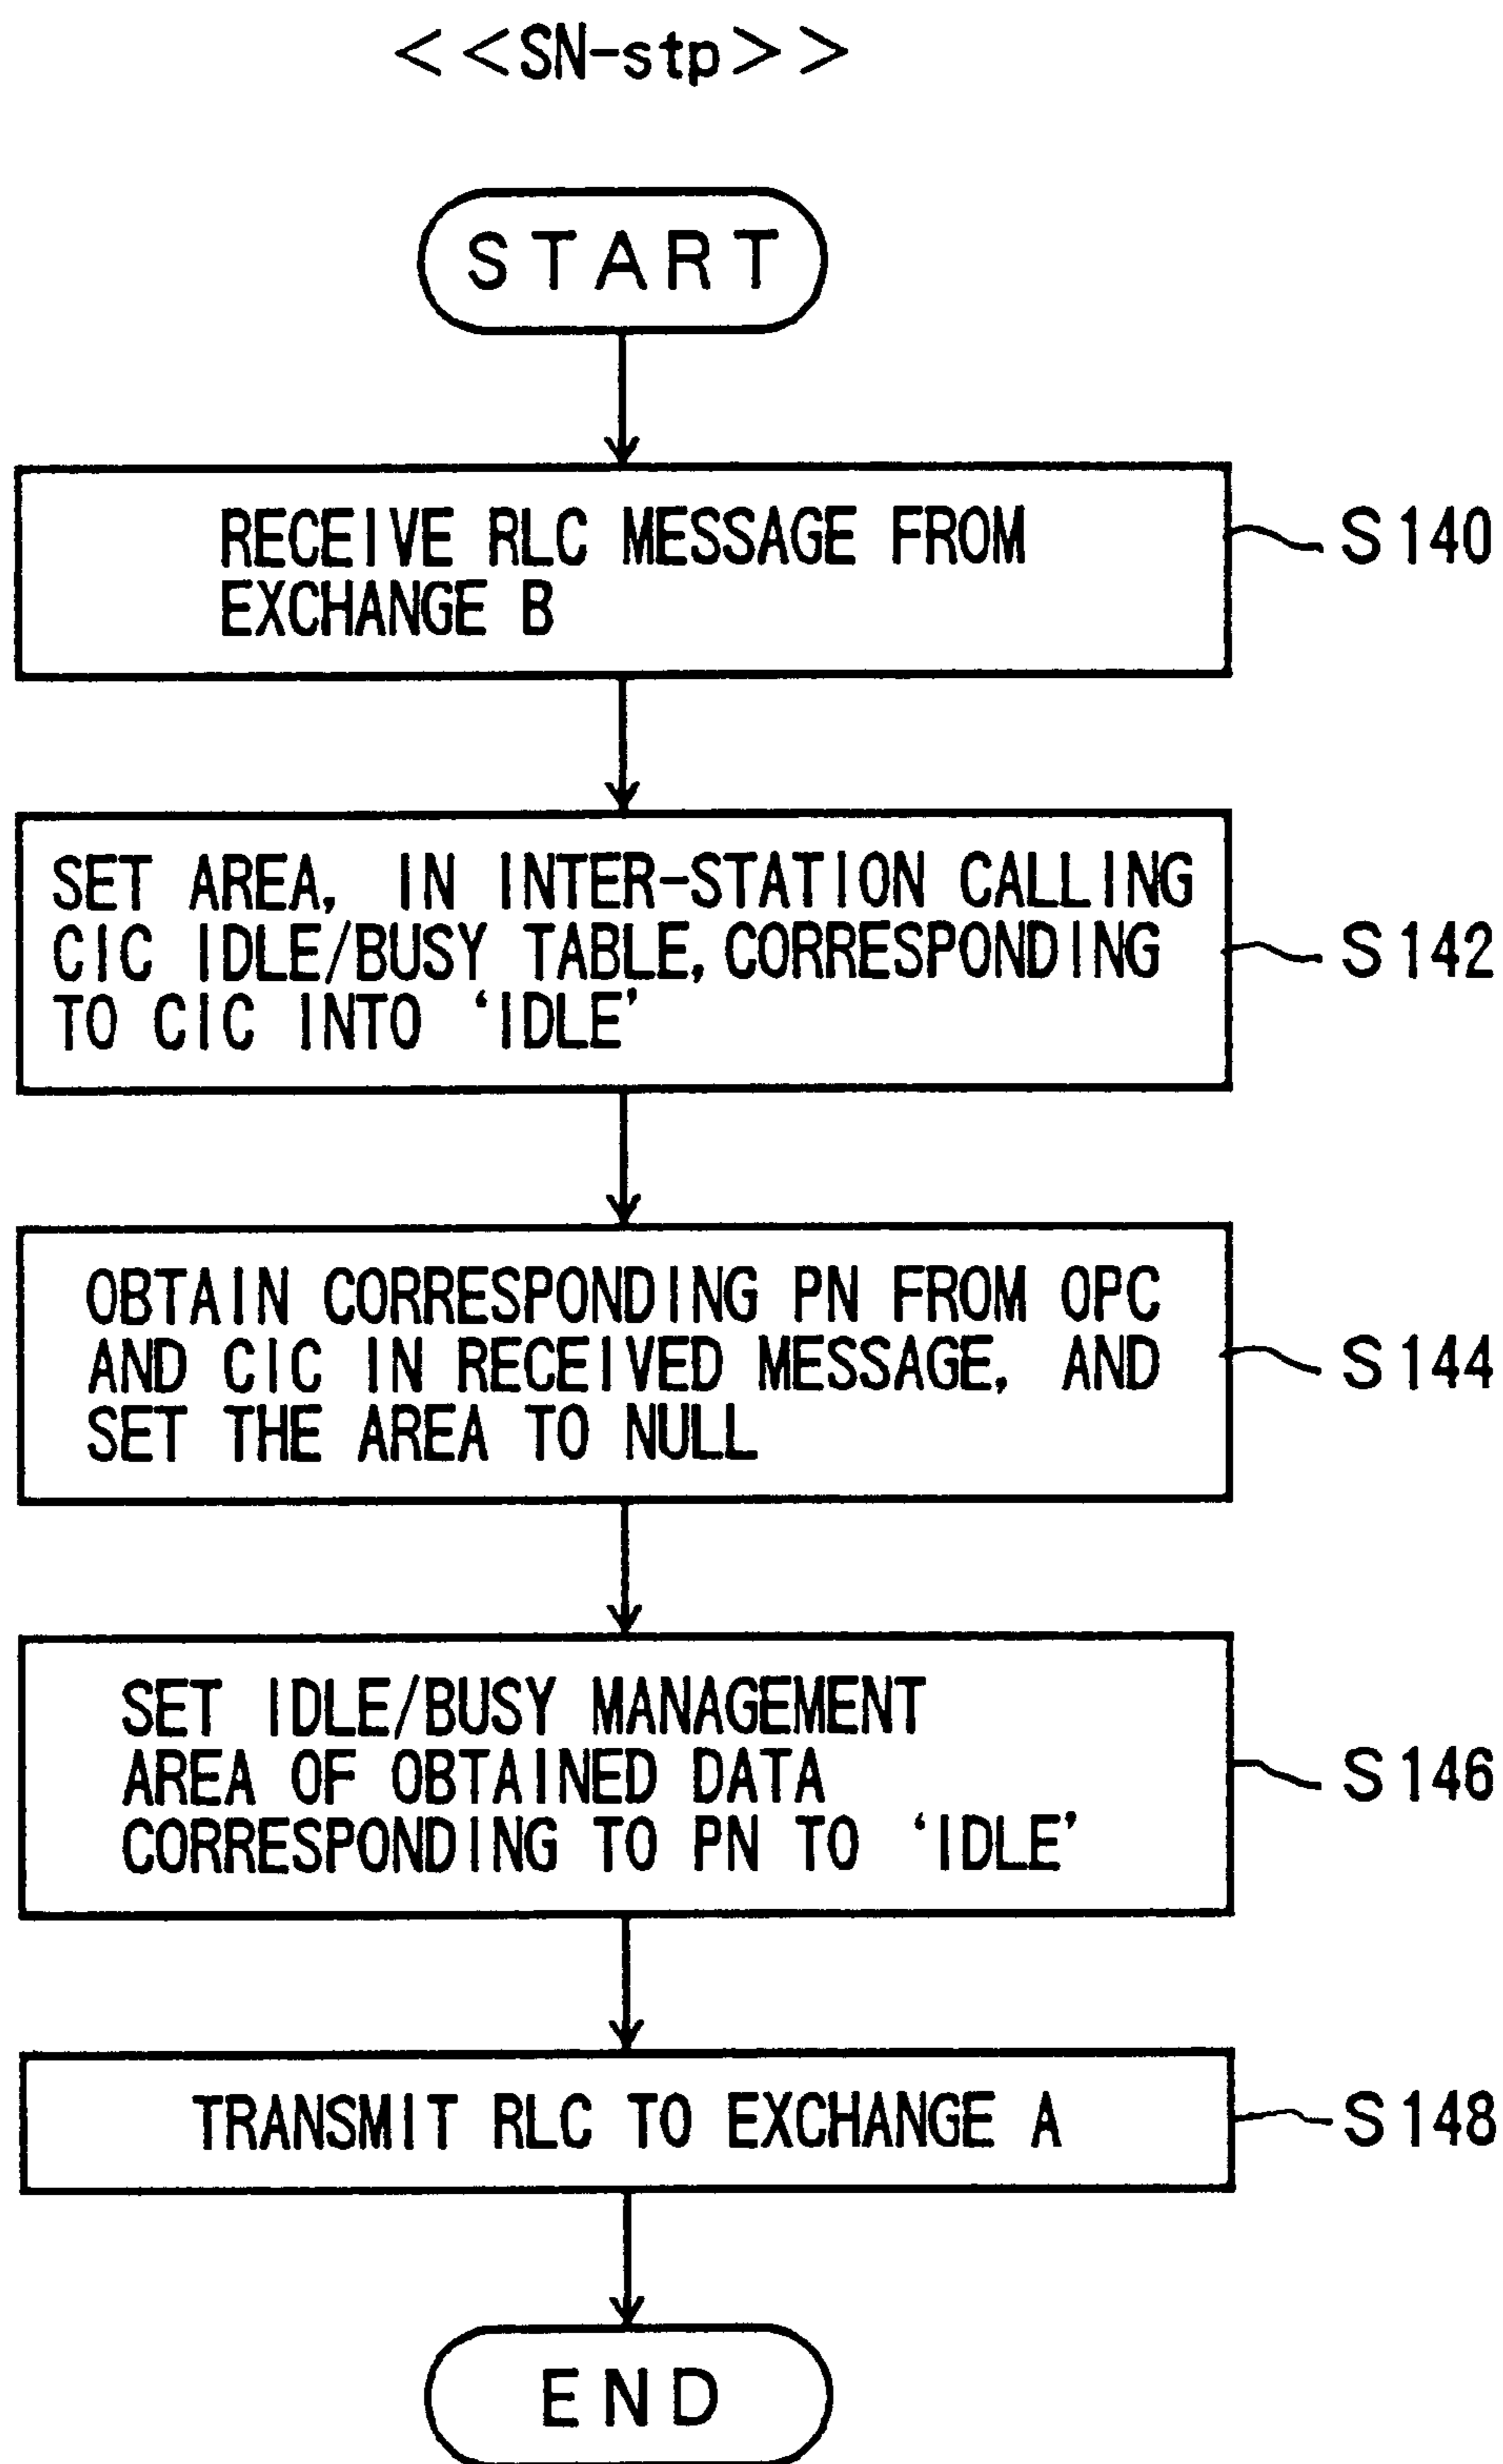 <<SN-stp>>
START
RECEIVE RLC MESSAGE FROM
EXCHANGE B
S140
SET AREA, IN INTER-STATION CALLING
CIC IDLE/BUSY TABLE, CORRESPONDING
TO CIC INTO ‘IDLE’
S142
OBTAIN CORRESPONDING PN FROM OPC
AND CIC IN RECEIVED MESSAGE, AND
SET THE AREA TO NULL
S144
SET IDLE/BUSY MANAGEMENT
AREA OF OBTAINED DATA
CORRESPONDING TO PN TO ‘IDLE’
S146
TRANSMIT RLC TO EXCHANGE A
S148
END